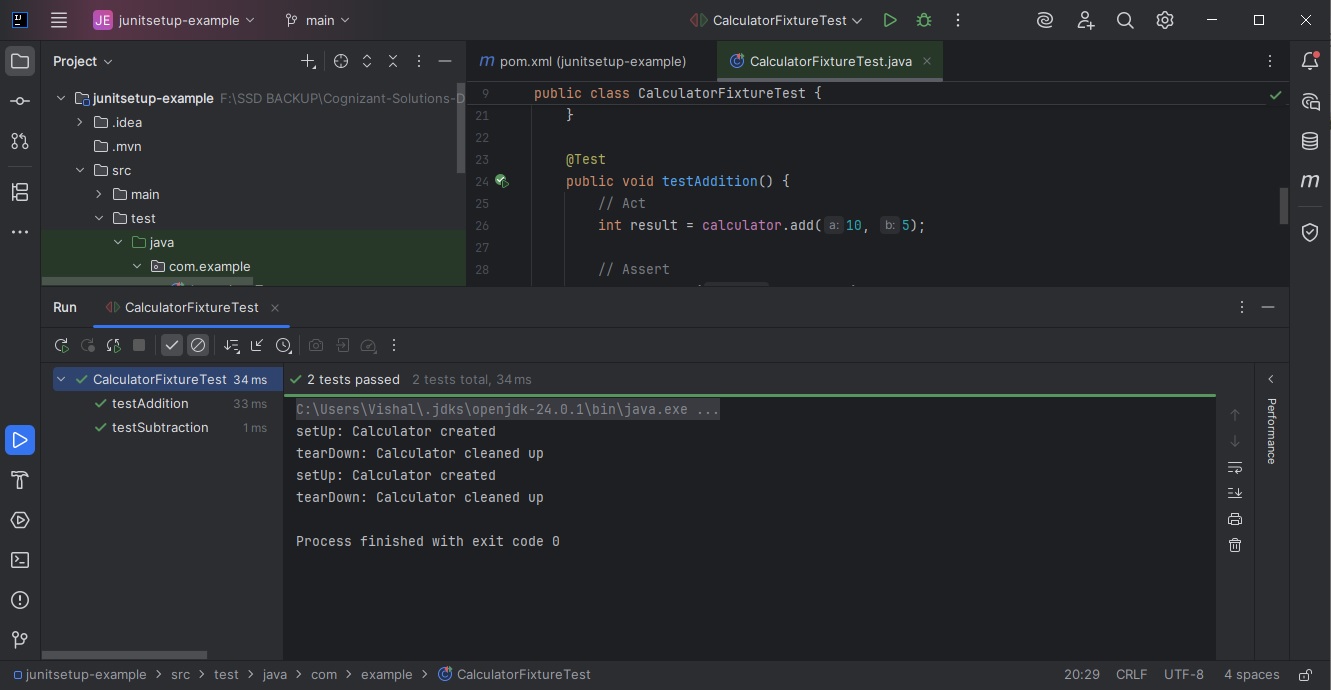 JE junitsetup-example main CalculatorFixtureTest
Project
junitsetup-example F:\SSD BACKUP\Cognizant-Solutions-D
.idea
.mvn
src
main
test
java
com.example
pom.xml (junitsetup-example) CalculatorFixtureTest.java
9 public class CalculatorFixtureTest {
21 }
22
23 @Test
24 public void testAddition() {
25 // Act
26 int result = calculator.add( a: 10, b: 5);
27
28 // Assert
Run CalculatorFixtureTest
CalculatorFixtureTest 34 ms
testAddition 33 ms
testSubtraction 1 ms
2 tests passed 2 tests total, 34 ms
C:\Users\Vishal\.jdks\openjdk-24.0.1\bin\java.exe ...
setUp: Calculator created
tearDown: Calculator cleaned up
setUp: Calculator created
tearDown: Calculator cleaned up
Process finished with exit code 0
Performance
junitsetup-example > src > test > java > com > example > CalculatorFixtureTest
20:29 CRLF UTF-8 4 spaces